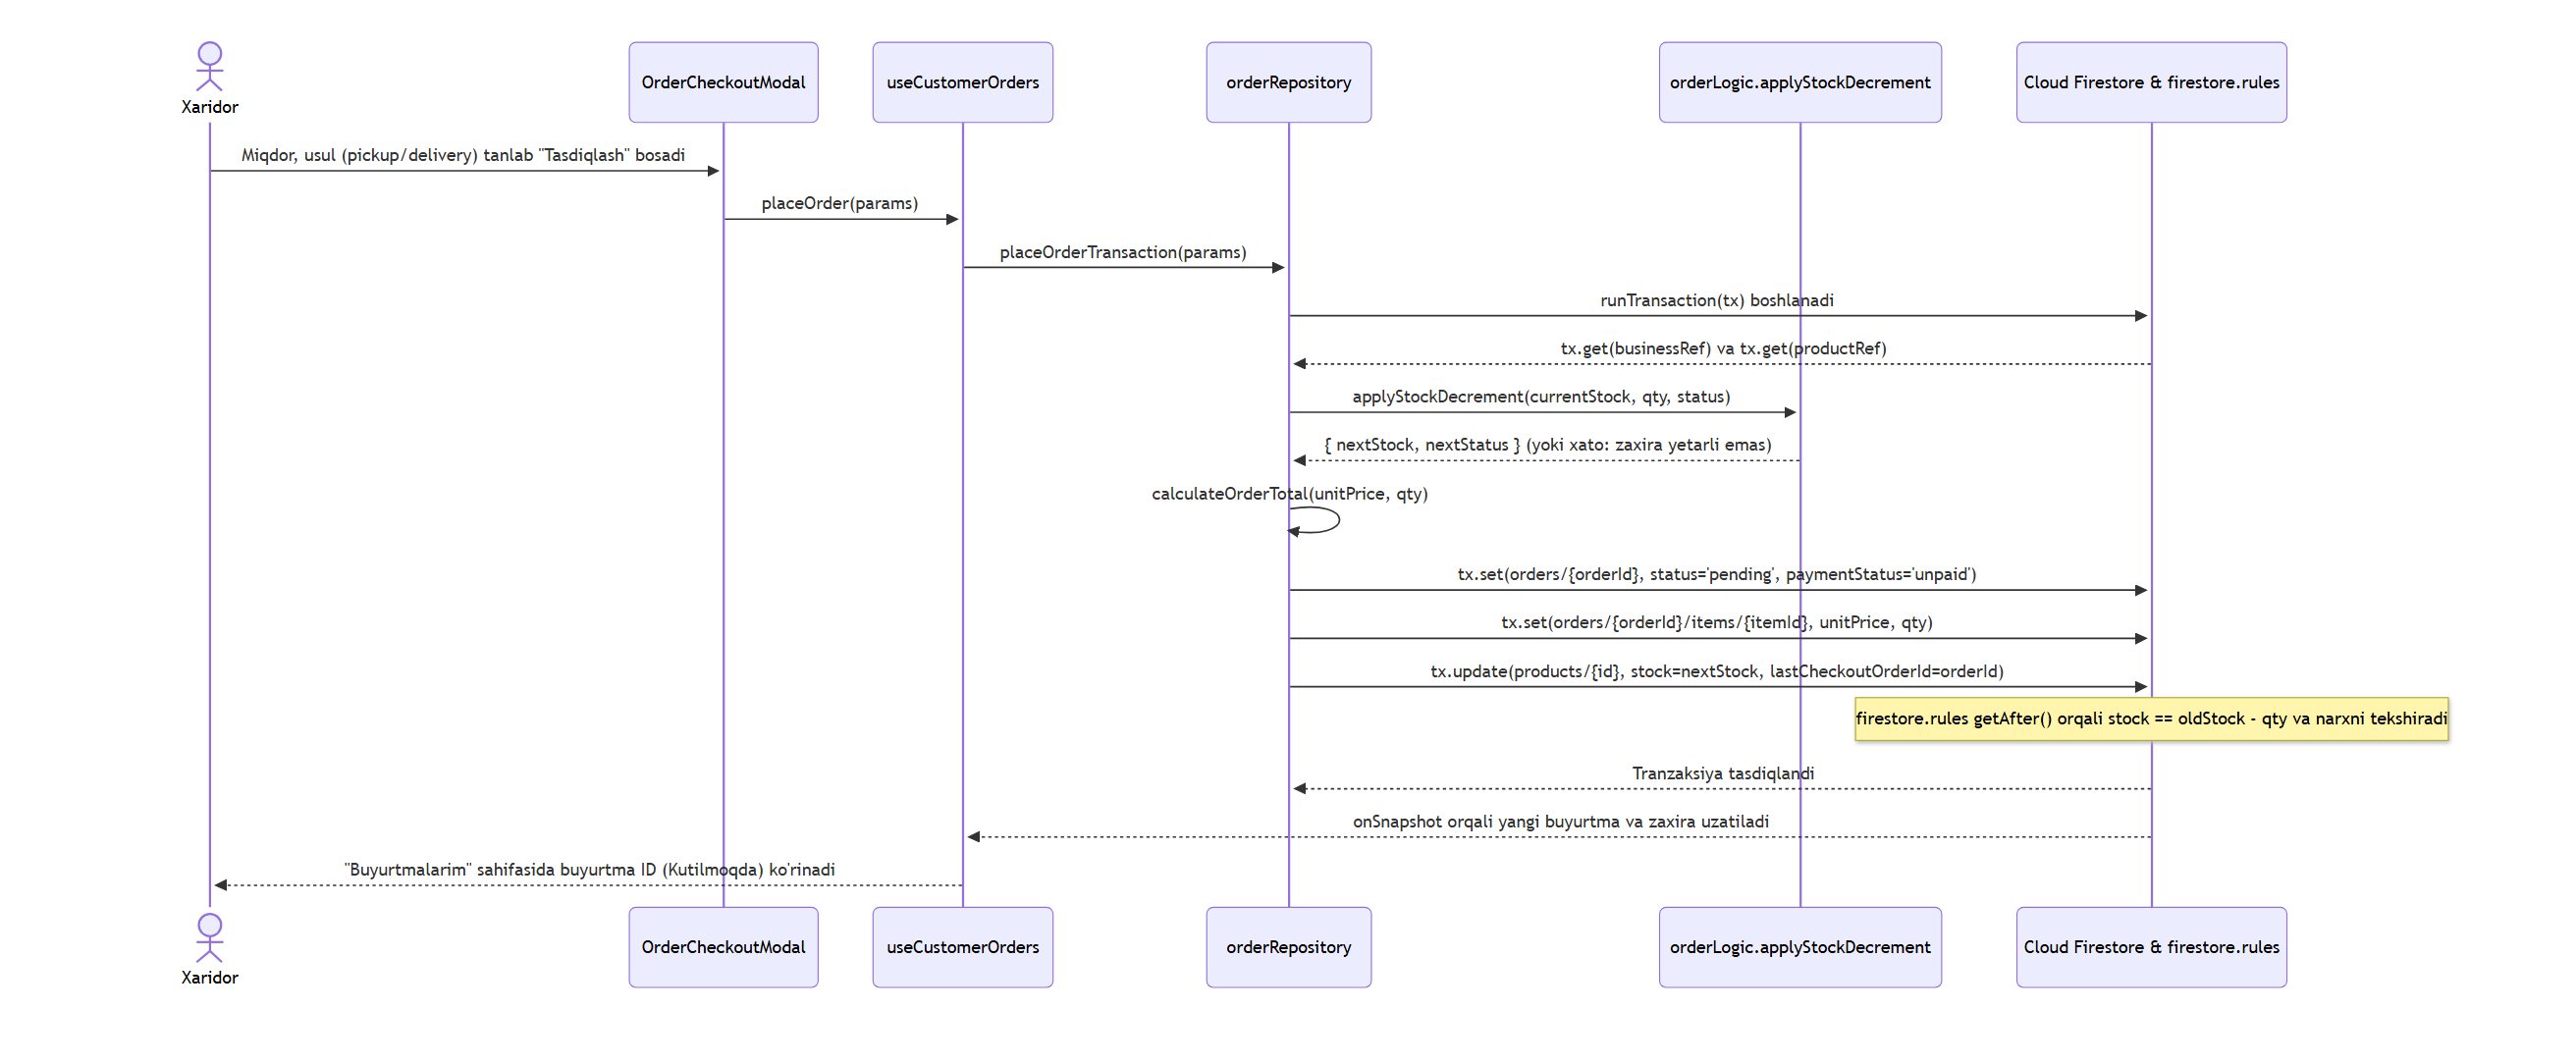 Xaridor
OrderCheckoutModal
useCustomerOrders
orderRepository
orderLogic.applyStockDecrement
Cloud Firestore & firestore.rules
Miqdor, usul (pickup/delivery) tanlab "Tasdiqlash" bosadi
placeOrder(params)
placeOrderTransaction(params)
runTransaction(tx) boshlanadi
tx.get(businessRef) va tx.get(productRef)
applyStockDecrement(currentStock, qty, status)
{ nextStock, nextStatus } (yoki xato: zaxira yetarli emas)
calculateOrderTotal(unitPrice, qty)
tx.set(orders/{orderId}, status='pending', paymentStatus='unpaid')
tx.set(orders/{orderId}/items/{itemId}, unitPrice, qty)
tx.update(products/{id}, stock=nextStock, lastCheckoutOrderId=orderId)
firestore.rules getAfter() orqali stock == oldStock - qty va narxni tekshiradi
Tranzaksiya tasdiqlandi
onSnapshot orqali yangi buyurtma va zaxira uzatiladi
"Buyurtmalarim" sahifasida buyurtma ID (Kutilmoqda) ko'rinadi
Xaridor
OrderCheckoutModal
useCustomerOrders
orderRepository
orderLogic.applyStockDecrement
Cloud Firestore & firestore.rules